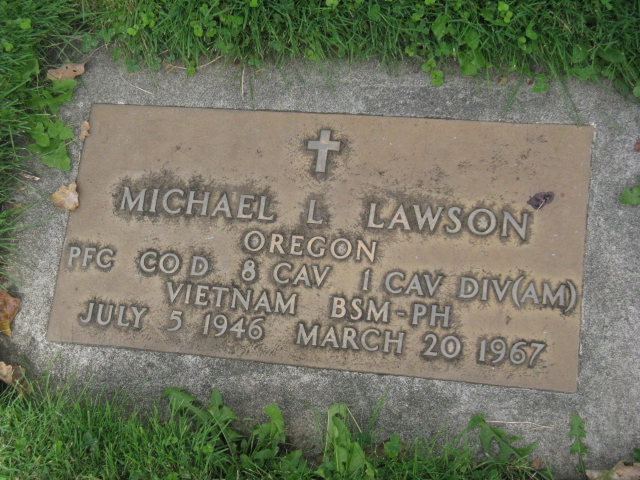 MICHAEL L LAWSON
OREGON
PFC CO D 8 CAV 1 CAV DIV(AM)
VIETNAM BSM-PH
JULY 5 1946 MARCH 20 1967